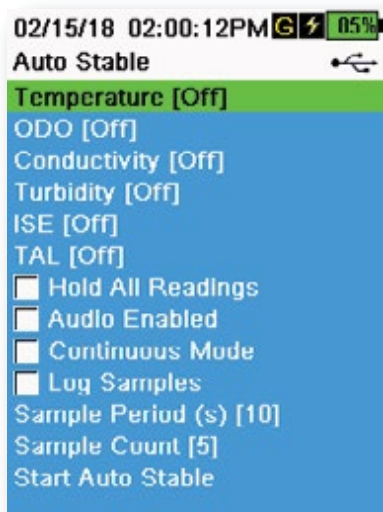 02/15/18 02:00:12PM G 05%
Auto Stable
Temperature [Off]
ODO [Off]
Conductivity [Off]
Turbidity [Off]
ISE [Off]
TAL [Off]
Hold All Readings
Audio Enabled
Continuous Mode
Log Samples
Sample Period (s) [10]
Sample Count [5]
Start Auto Stable